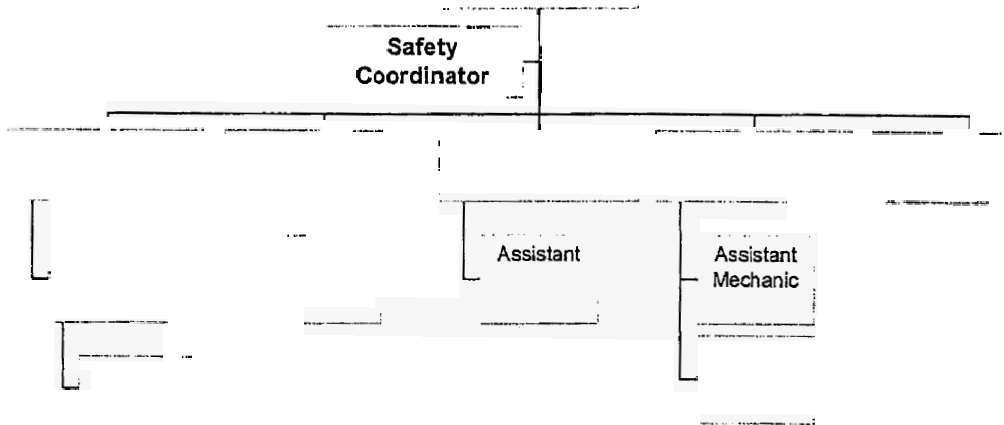 Safety
Coordinator
Assistant
Assistant
Mechanic